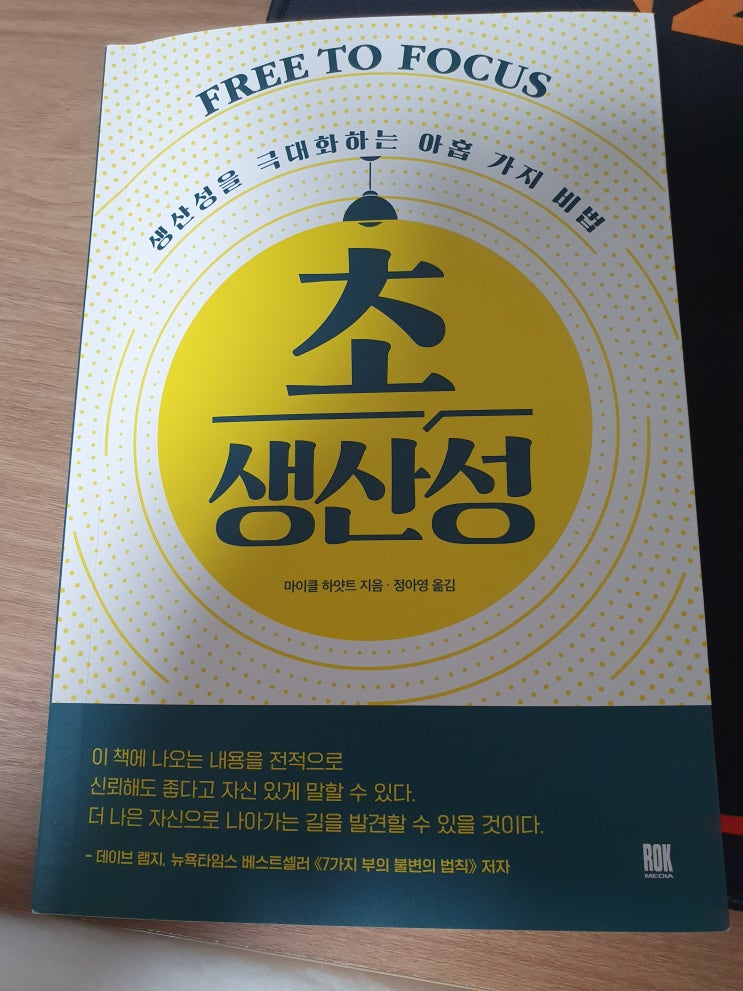 FREE TO FOCUS
생산성을 극대화하는 아홉 가지 비법
초
생산성
마이클 하얏트 지음 · 정아영 옮김
이 책에 나오는 내용을 전적으로
신뢰해도 좋다고 자신 있게 말할 수 있다.
더 나은 자신으로 나아가는 길을 발견할 수 있을 것이다.
- 데이브 램지, 뉴욕타임스 베스트셀러 《7가지 부의 불변의 법칙》 저자
ROK
MEDIA